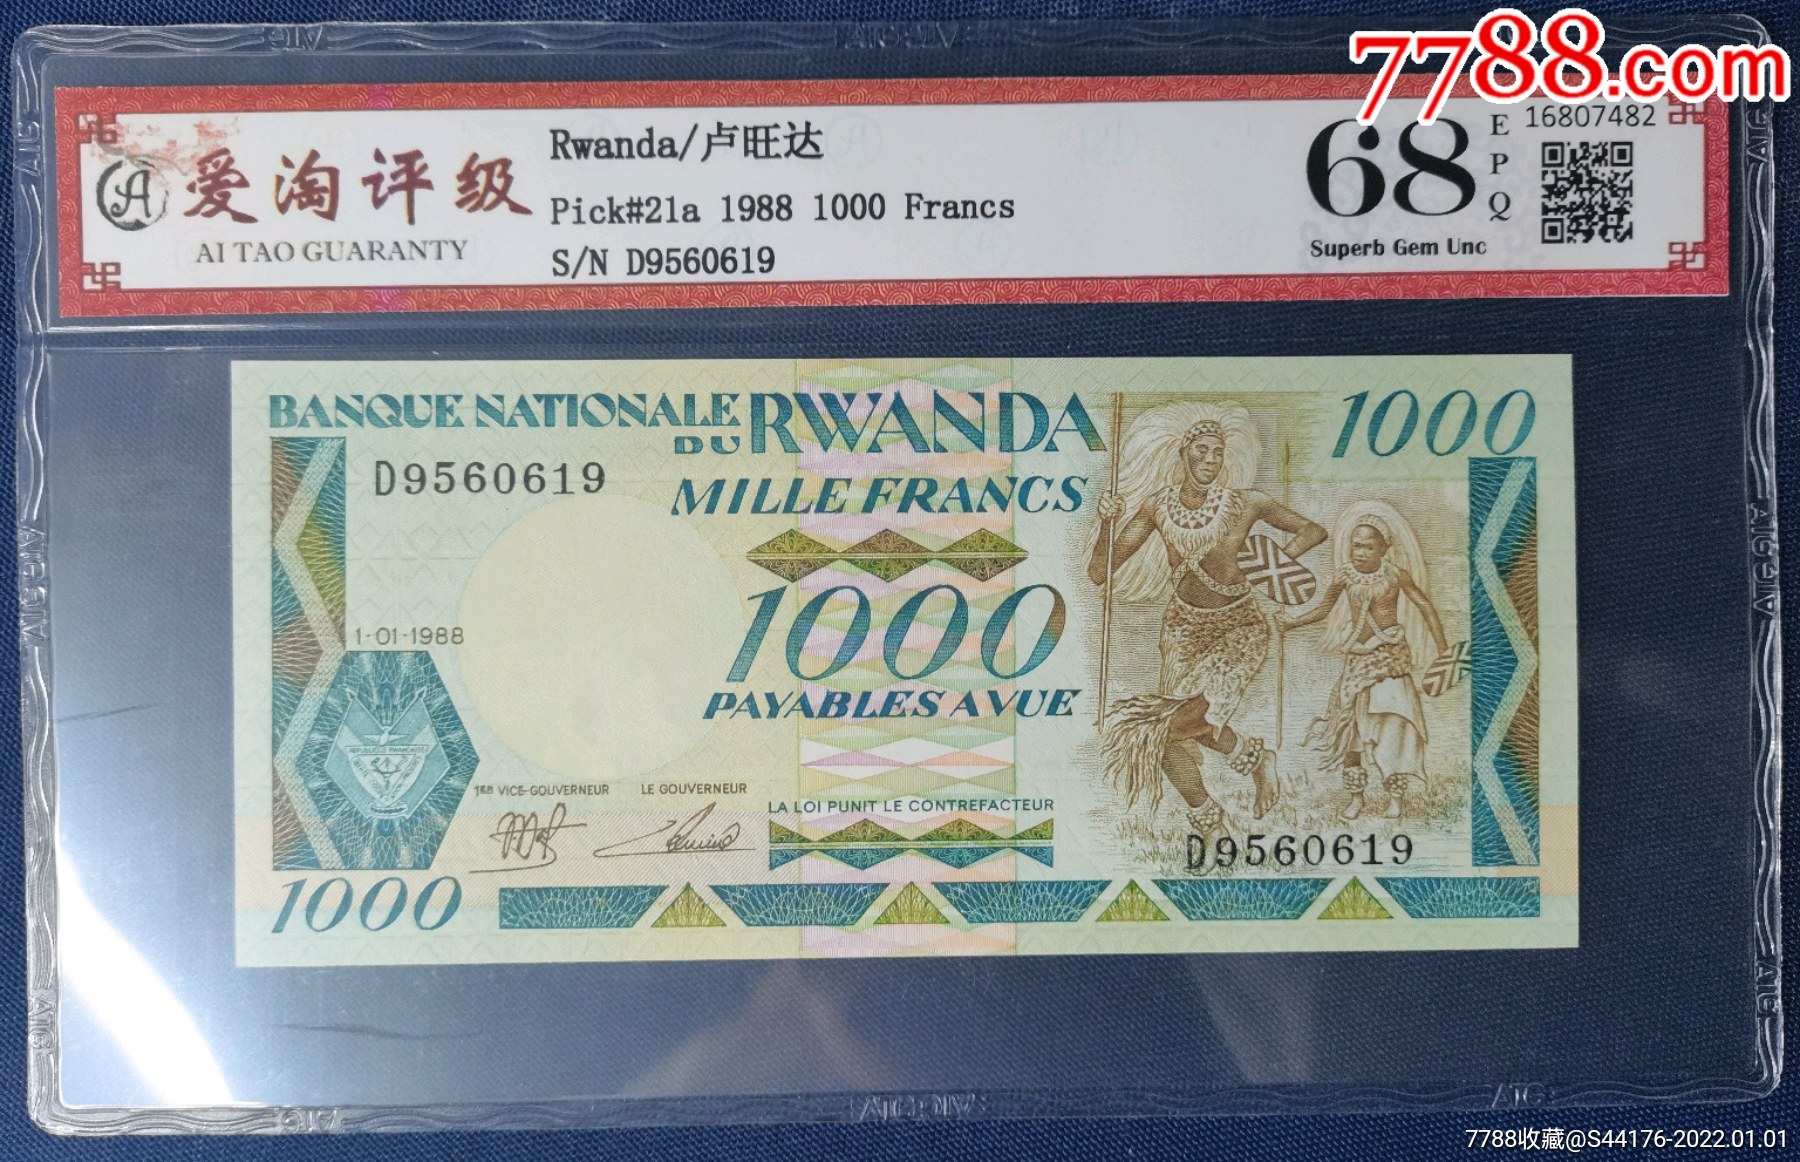 7788.com
爱淘评级
AI TAO GUARANTY
Rwanda/卢旺达
Pick#21a 1988 1000 Francs
S/N D9560619
68
EPQ
Superb Gem Unc
16807482
BANQUE NATIONALE
DU RWANDA
1000
D9560619
MILLE FRANCS
1000
PAYABLES A VUE
1-01-1988
1ER VICE-GOUVERNEUR
LE GOUVERNEUR
LA LOI PUNIT LE CONTREFACTEUR
D9560619
1000
7788收藏@S44176-2022.01.01